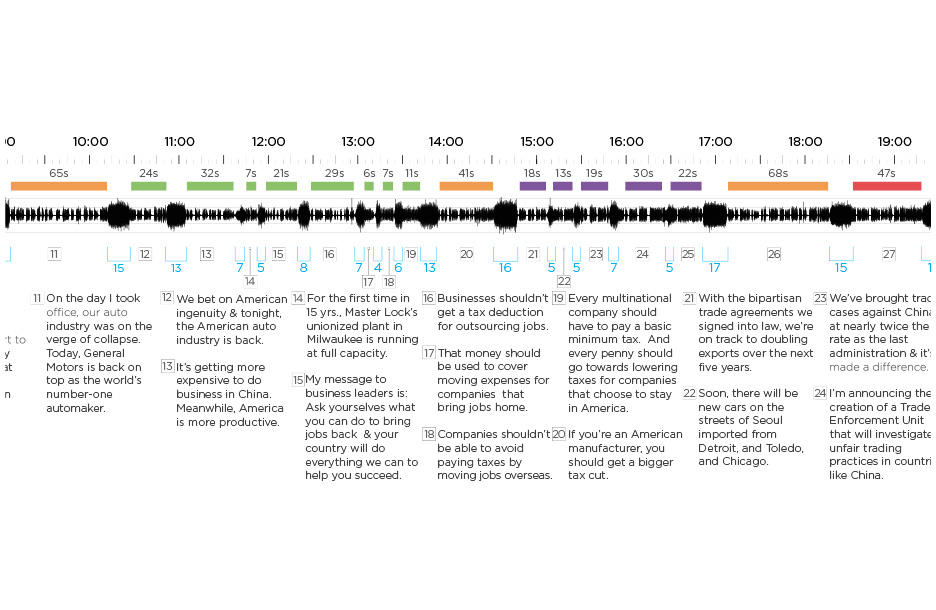 00 10:00 11:00 12:00 13:00 14:00 15:00 16:00 17:00 18:00 19:00
65s 24s 32s 7s 21s 29s 6s 7s 11s 41s 18s 13s 19s 30s 22s 68s 47s
11 12 13 15 16 19 20 21 23 24 25 26 27
15 13 7 5 8 7 4 6 13 16 5 5 7 5 17 15 1
14 17 18 22
rt to
y
at
n
11 On the day I took
office, our auto
industry was on the
verge of collapse.
Today, General
Motors is back on
top as the world's
number-one
automaker.
12 We bet on American
ingenuity & tonight,
the American auto
industry is back.
13 It's getting more
expensive to do
business in China.
Meanwhile, America
is more productive.
14 For the first time in
15 yrs., Master Lock's
unionized plant in
Milwaukee is running
at full capacity.
15 My message to
business leaders is:
Ask yourselves what
you can do to bring
jobs back & your
country will do
everything we can to
help you succeed.
16 Businesses shouldn't
get a tax deduction
for outsourcing jobs.
17 That money should
be used to cover
moving expenses for
companies that
bring jobs home.
18 Companies shouldn't
be able to avoid
paying taxes by
moving jobs overseas.
19 Every multinational
company should
have to pay a basic
minimum tax. And
every penny should
go towards lowering
taxes for companies
that choose to stay
in America.
20 If you're an American
manufacturer, you
should get a bigger
tax cut.
21 With the bipartisan
trade agreements we
signed into law, we're
on track to doubling
exports over the next
five years.
22 Soon, there will be
new cars on the
streets of Seoul
imported from
Detroit, and Toledo,
and Chicago.
23 We've brought trad
cases against China
at nearly twice the
rate as the last
administration & it's
made a difference.
24 I'm announcing the
creation of a Trade
Enforcement Unit
that will investigate
unfair trading
practices in countri
like China.